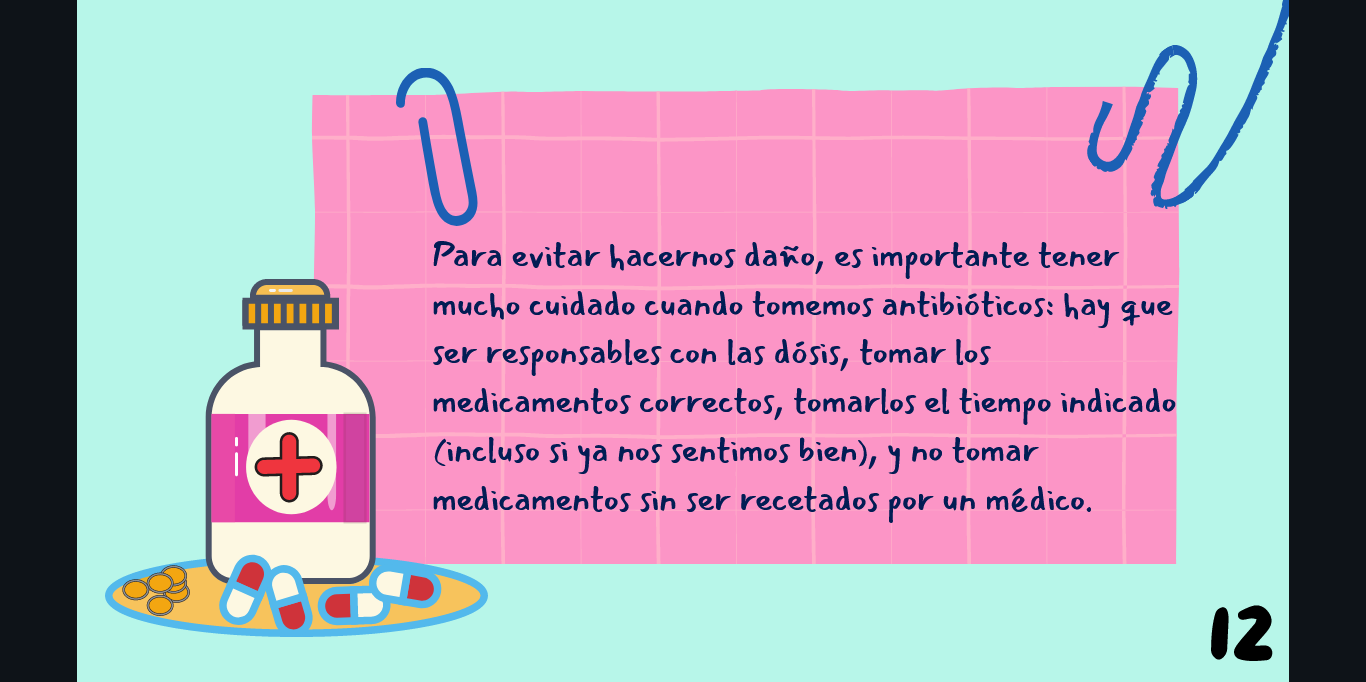 Para evitar hacernos daño, es importante tener
mucho cuidado cuando tomemos antibióticos: hay que
ser responsables con las dósis, tomar los
medicamentos correctos, tomarlos el tiempo indicado
(incluso si ya nos sentimos bien), y no tomar
medicamentos sin ser recetados por un médico.
12